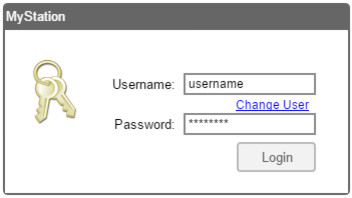 MyStation
Username: username
Change User
Password: ********
Login